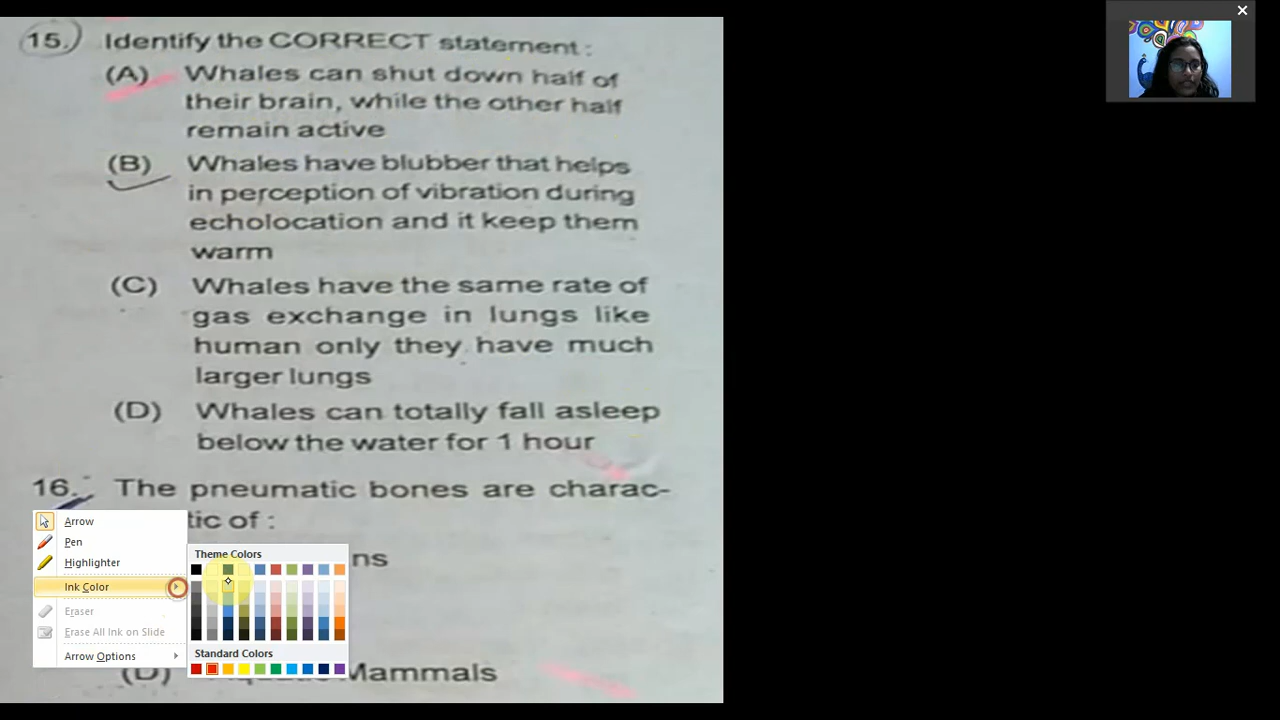 15. Identify the CORRECT statement :
(A) Whales can shut down half of
their brain, while the other half
remain active
(B) Whales have blubber that helps
in perception of vibration during
echolocation and it keep them
warm
(C) Whales have the same rate of
gas exchange in lungs like
human only they have much
larger lungs
(D) Whales can totally fall asleep
below the water for 1 hour
16. The pneumatic bones are charac-
tic of :
ns
(D) Mammals
Arrow
Pen
Highlighter
Ink Color
Eraser
Erase All Ink on Slide
Arrow Options
Theme Colors
Standard Colors